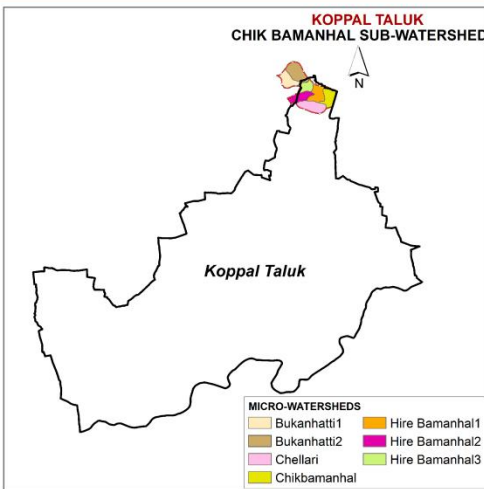 KOPPAL TALUK
CHIK BAMANHAL SUB-WATERSHED
N
Koppal Taluk
MICRO-WATERSHEDS
Bukanhatti1 Hire Bamanhal1
Bukanhatti2 Hire Bamanhal2
Chellari Hire Bamanhal3
Chikbamanhal